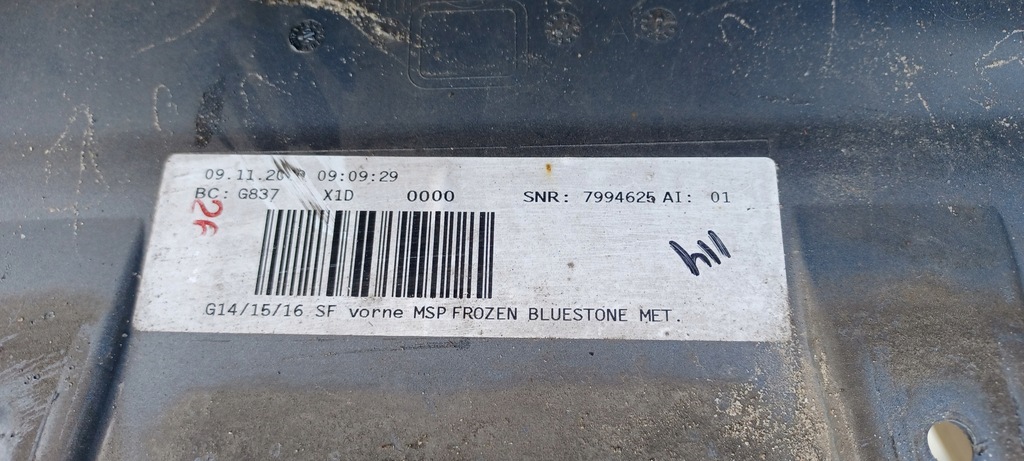 09:09:29
BC: G837 X1D 0000 SNR: 7994625 AI: 01
G14/15/16 SF vorne MSP FROZEN BLUESTONE MET.